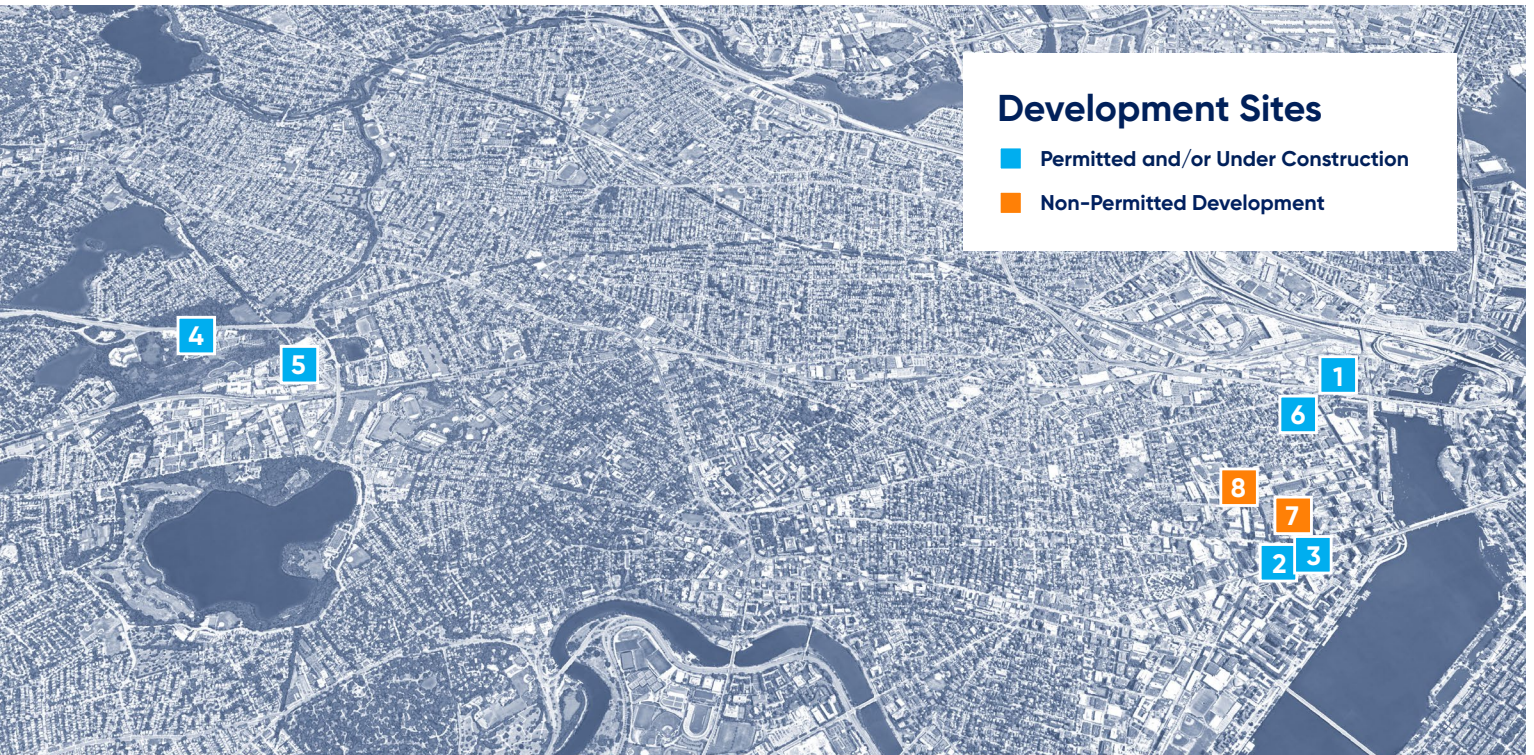 Development Sites
Permitted and/or Under Construction
Non-Permitted Development
4
5
1
6
8
7
2
3